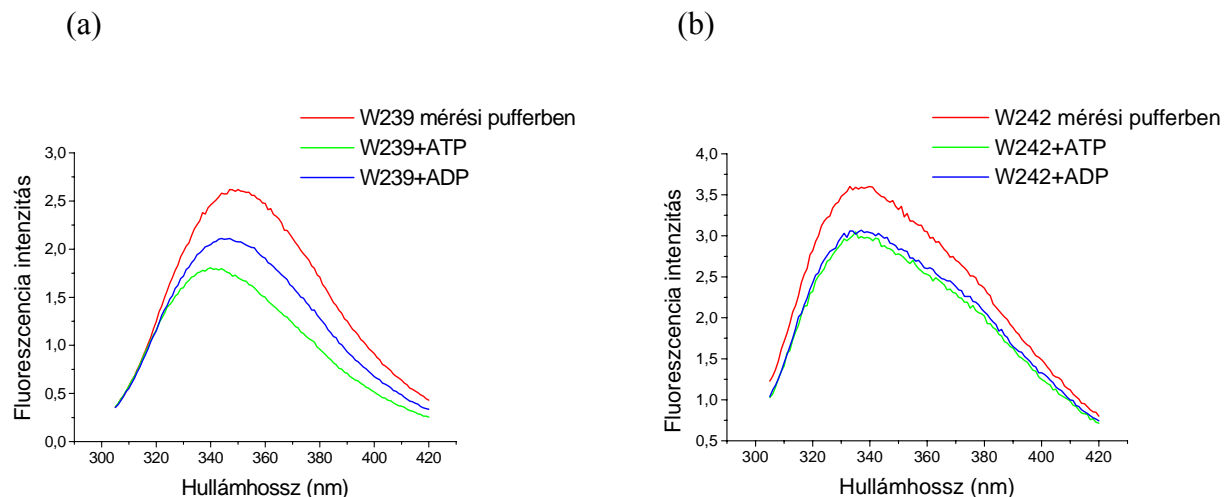 (a)
W239 mérési pufferben
W239+ATP
W239+ADP
Fluoreszcencia intenzitás
3,0
2,5
2,0
1,5
1,0
0,5
0,0
300 320 340 360 380 400 420
Hullámhossz (nm)
(b)
W242 mérési pufferben
W242+ATP
W242+ADP
Fluoreszcencia intenzitás
4,0
3,5
3,0
2,5
2,0
1,5
1,0
0,5
300 320 340 360 380 400 420
Hullámhossz (nm)